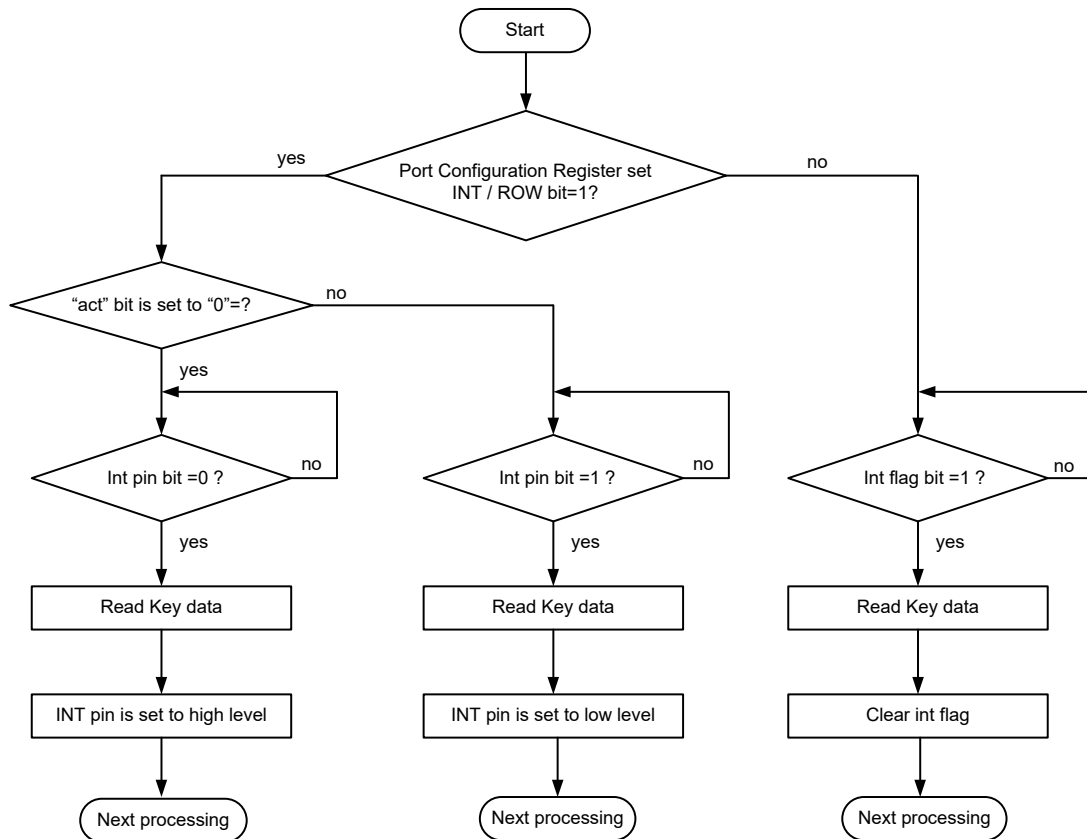 Start
yes
Port Configuration Register set
INT / ROW bit=1?
no
“act” bit is set to “0”=?
no
yes
Int pin bit =0 ?
no
Int pin bit =1 ?
no
Int flag bit =1 ?
no
yes
yes
yes
Read Key data
Read Key data
Read Key data
INT pin is set to high level
INT pin is set to low level
Clear int flag
Next processing
Next processing
Next processing